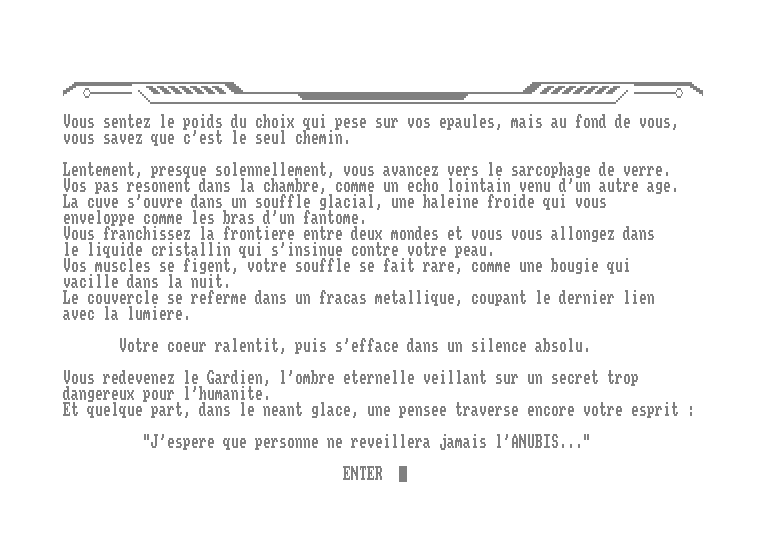 Vous sentez le poids du choix qui pese sur vos epaules, mais au fond de vous,
vous savez que c'est le seul chemin.
Lentement, presque solennellement, vous avancez vers le sarcophage de verre.
Vos pas resonent dans la chambre, comme un echo lointain venu d'un autre age.
La cuve s'ouvre dans un souffle glacial, une haleine froide qui vous
enveloppe comme les bras d'un fantome.
Vous franchissez la frontiere entre deux mondes et vous vous allongez dans
le liquide cristallin qui s'insinue contre votre peau.
Vos muscles se figent, votre souffle se fait rare, comme une bougie qui
vacille dans la nuit.
Le couvercle se referme dans un fracas metallique, coupant le dernier lien
avec la lumiere.
Votre coeur ralentit, puis s'efface dans un silence absolu.
Vous redevenez le Gardien, l'ombre eternelle veillant sur un secret trop
dangereux pour l'humanite.
Et quelque part, dans le neant glace, une pensee traverse encore votre esprit :
"J'espere que personne ne reveillera jamais l'ANUBIS..."
ENTER